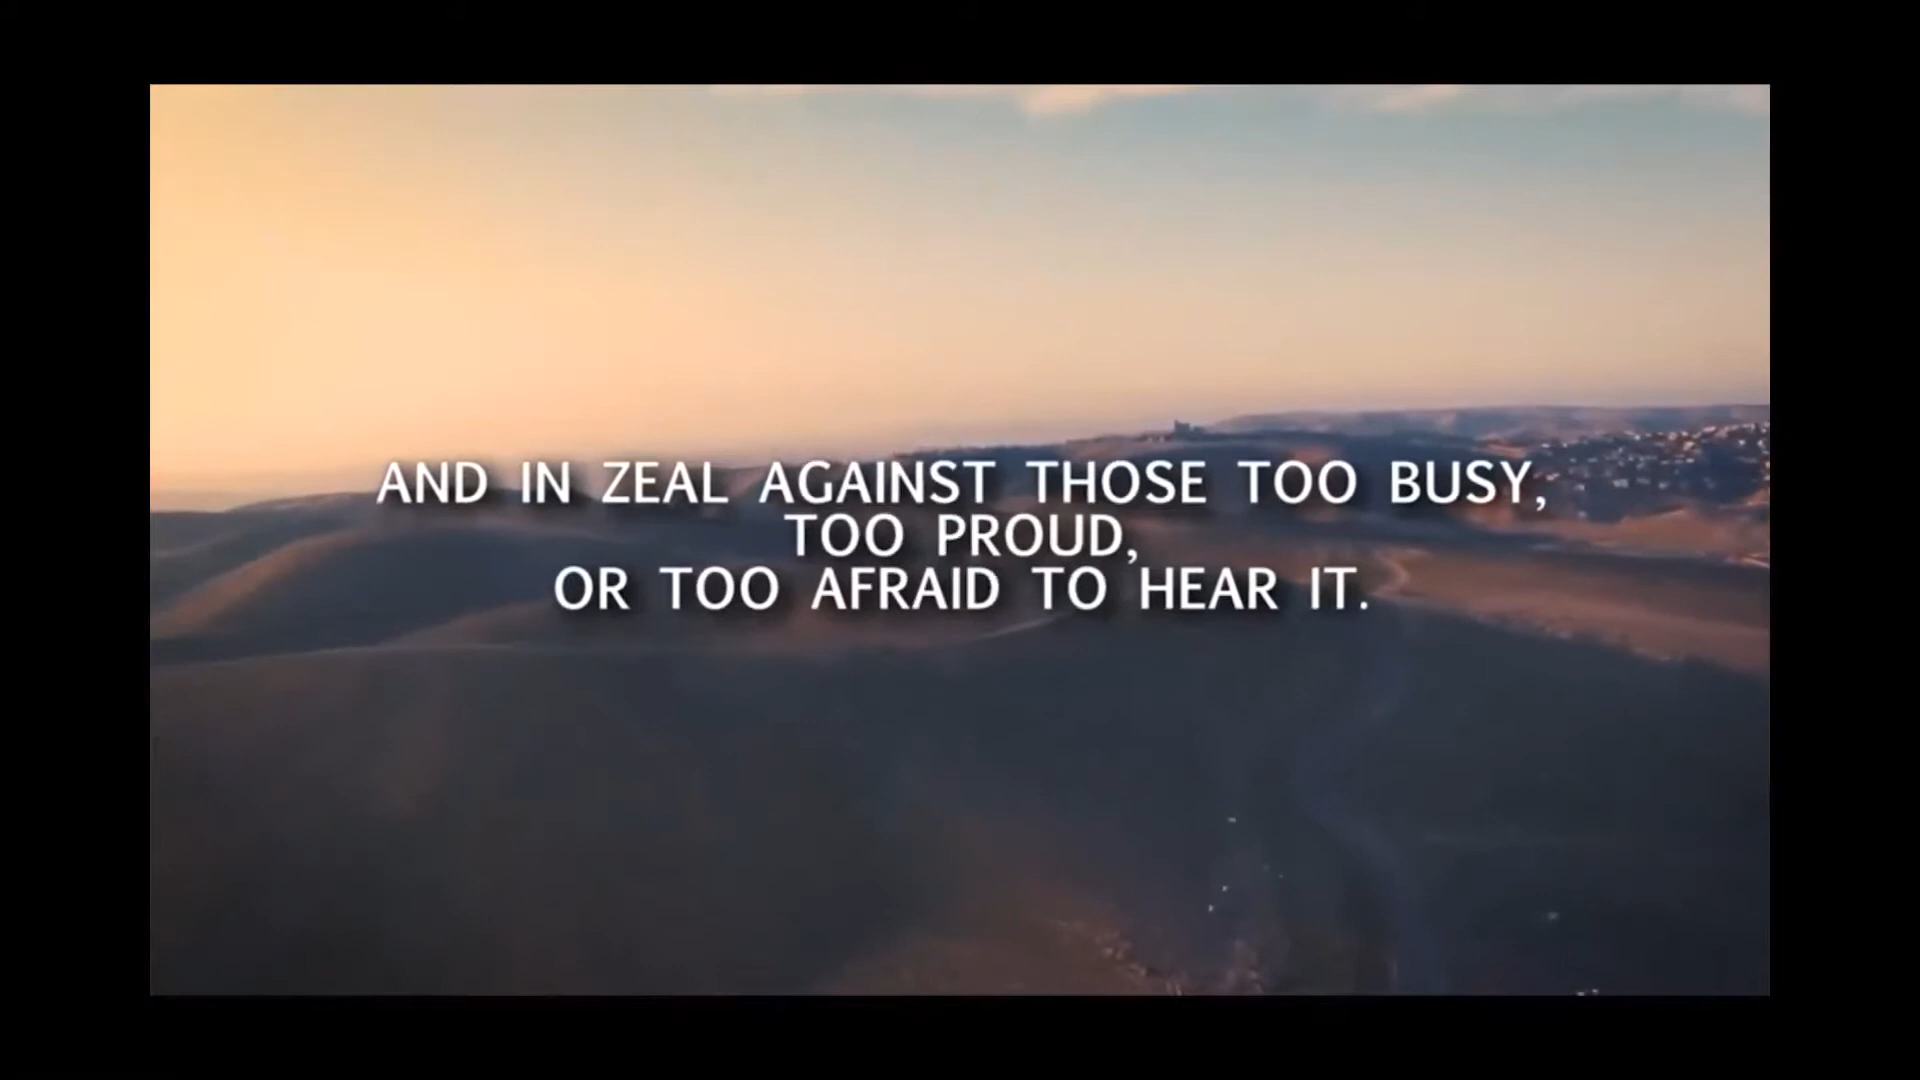 AND IN ZEAL AGAINST THOSE TOO BUSY,
TOO PROUD,
OR TOO AFRAID TO HEAR IT.